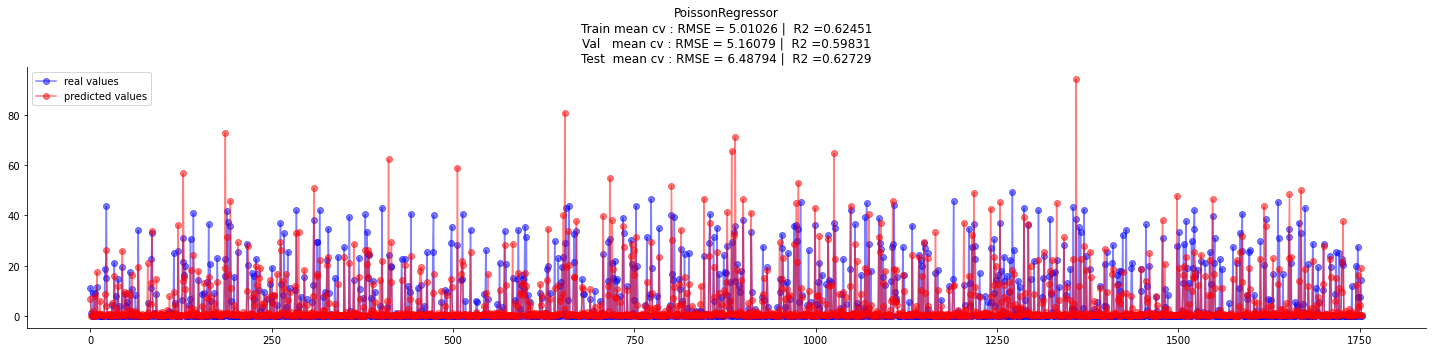 PoissonRegressor
Train mean cv : RMSE = 5.01026 | R2 =0.62451
Val   mean cv : RMSE = 5.16079 | R2 =0.59831
Test  mean cv : RMSE = 6.48794 | R2 =0.62729
real values
predicted values
80
60
40
20
0
0 250 500 750 1000 1250 1500 1750